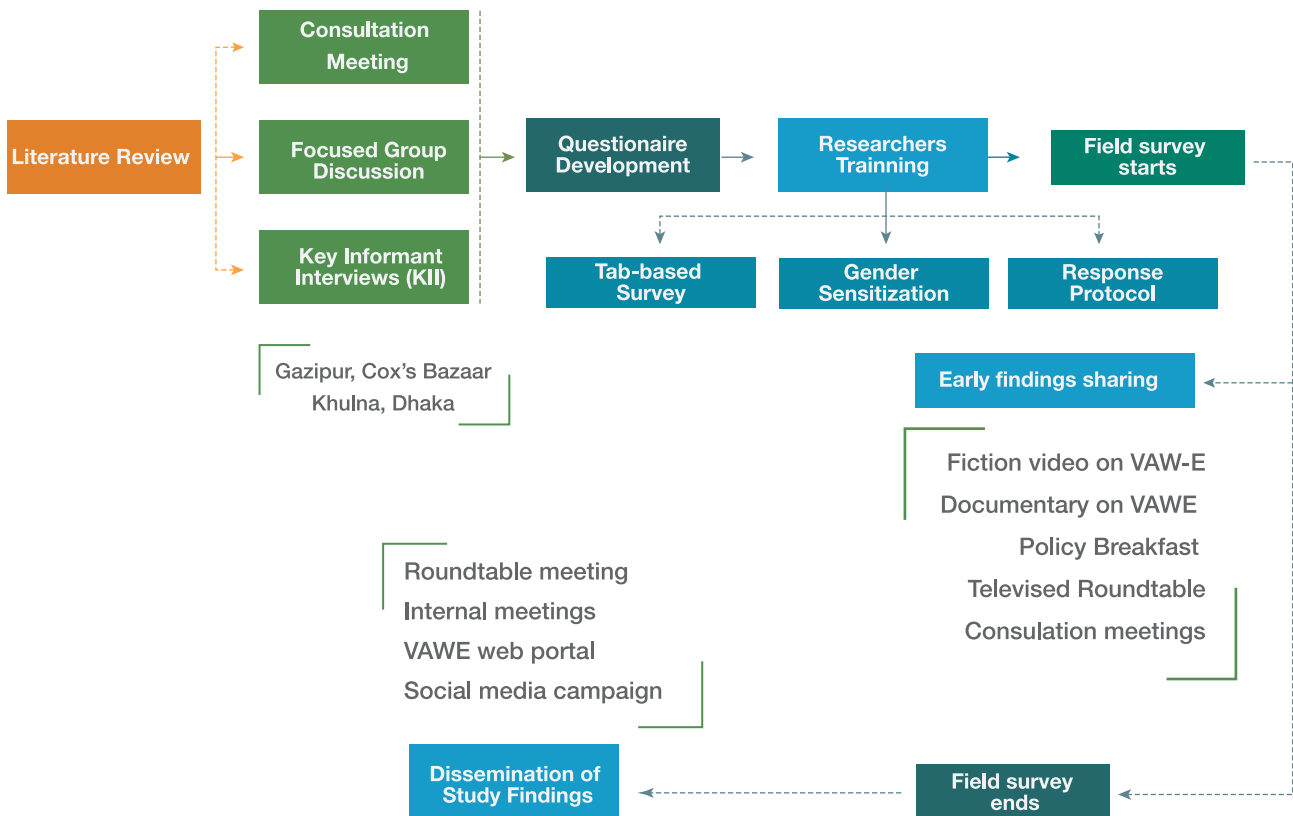 Literature Review
Consultation
Meeting
Focused Group
Discussion
Key Informant
Interviews (KII)
Gazipur, Cox's Bazaar
Khulna, Dhaka
Questionaire
Development
Researchers
Trainning
Field survey
starts
Tab-based
Survey
Gender
Sensitization
Response
Protocol
Early findings sharing
Fiction video on VAW-E
Documentary on VAWE
Policy Breakfast
Televised Roundtable
Consulation meetings
Field survey
ends
Roundtable meeting
Internal meetings
VAWE web portal
Social media campaign
Dissemination of
Study Findings